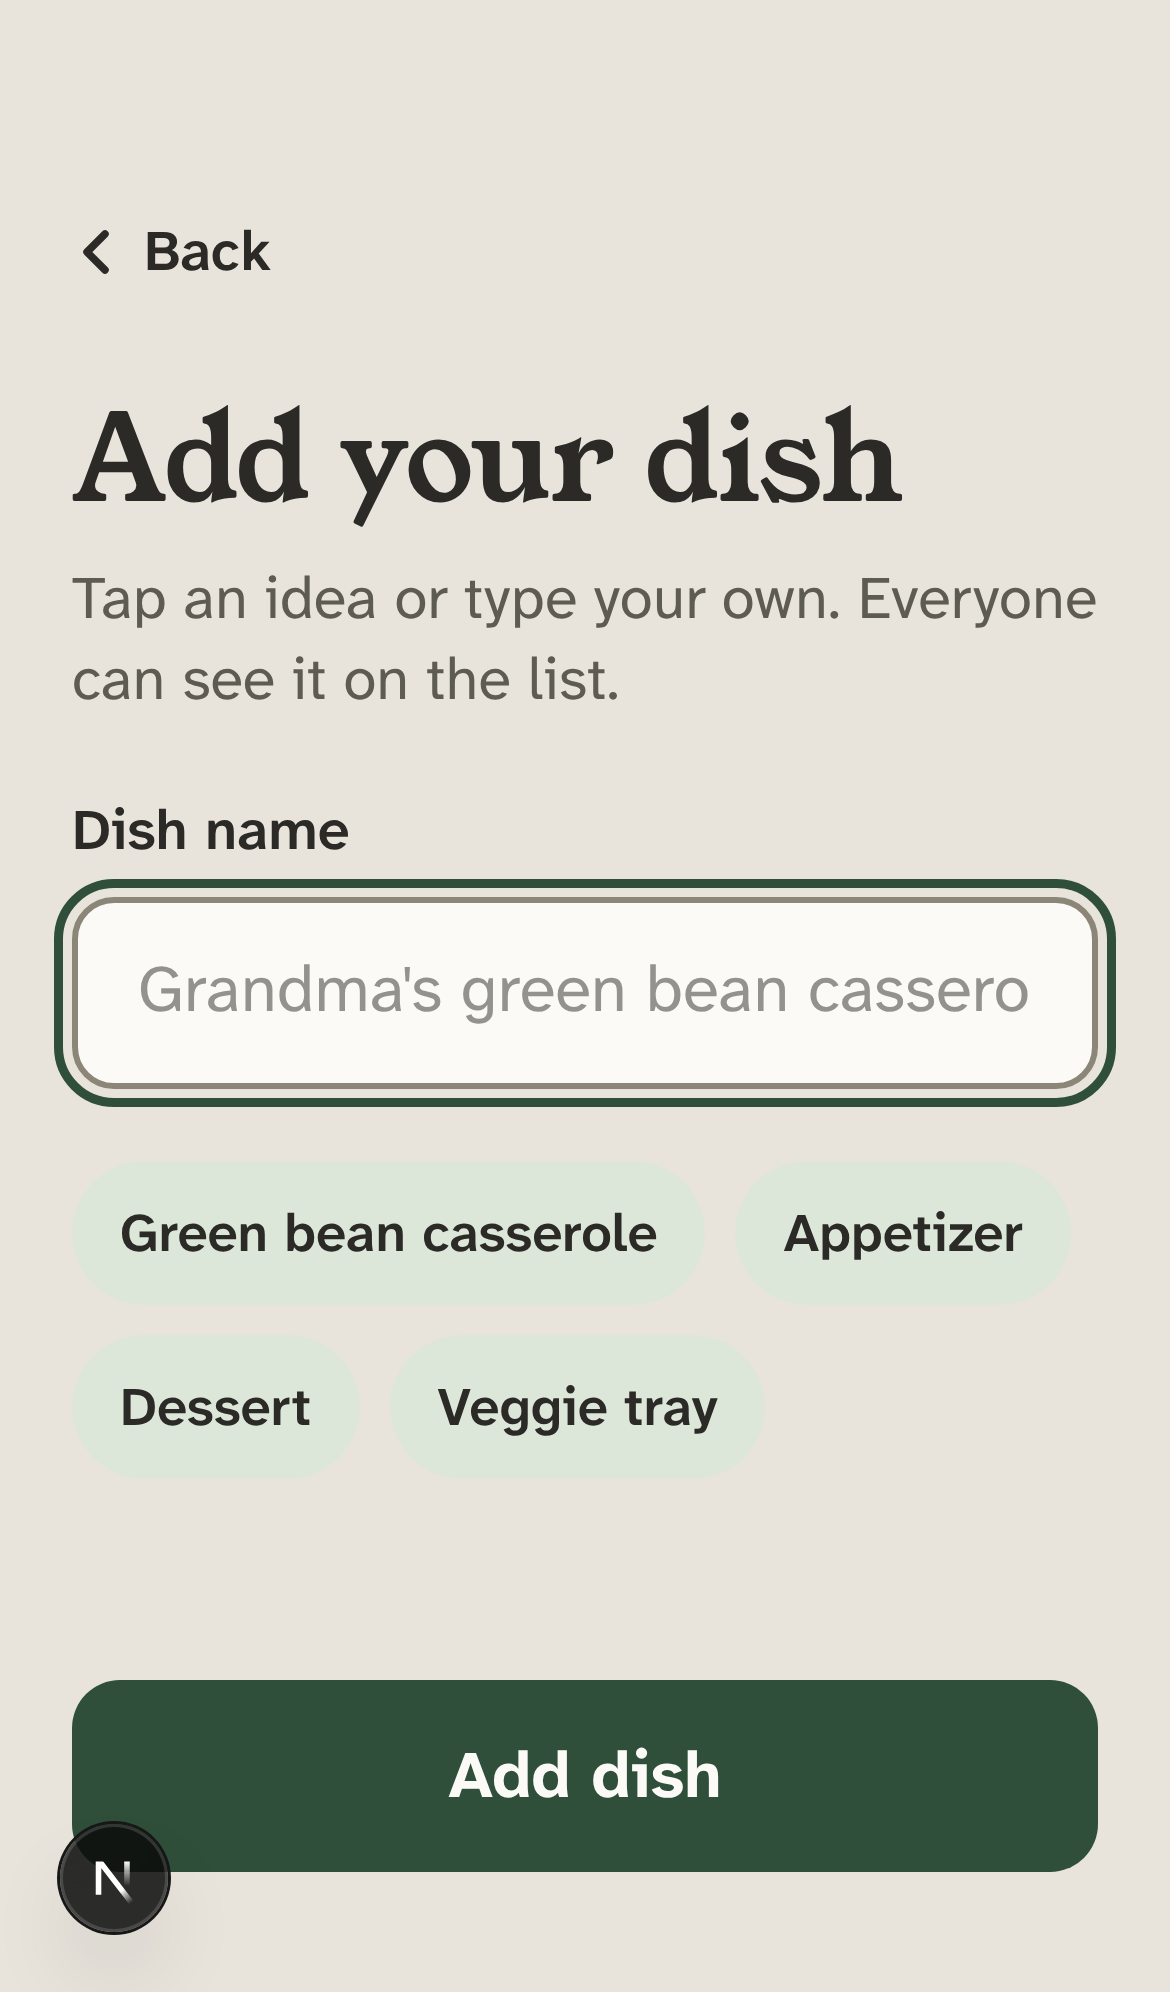 Back
Add your dish
Tap an idea or type your own. Everyone
can see it on the list.
Dish name
Grandma's green bean cassero
Green bean casserole
Appetizer
Dessert
Veggie tray
Add dish
N